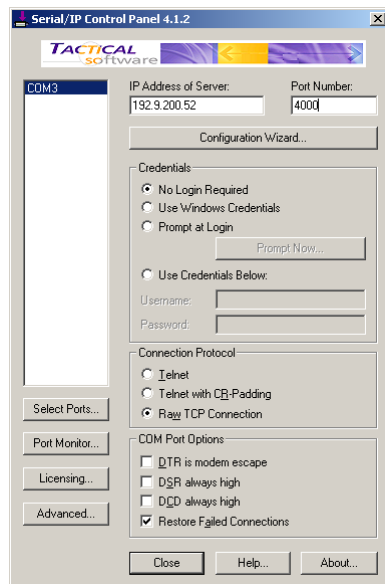 Serial/IP Control Panel 4.1.2
TACTICAL
software
COM3
IP Address of Server:
Port Number:
192.9.200.52
4000
Configuration Wizard...
Credentials
No Login Required
Use Windows Credentials
Prompt at Login
Prompt Now...
Use Credentials Below:
Username:
Password:
Connection Protocol
Telnet
Telnet with CR-Padding
Raw TCP Connection
Select Ports...
Port Monitor...
Licensing...
Advanced...
COM Port Options
DTR is modem escape
DSR always high
DCD always high
Restore Failed Connections
Close
Help...
About...